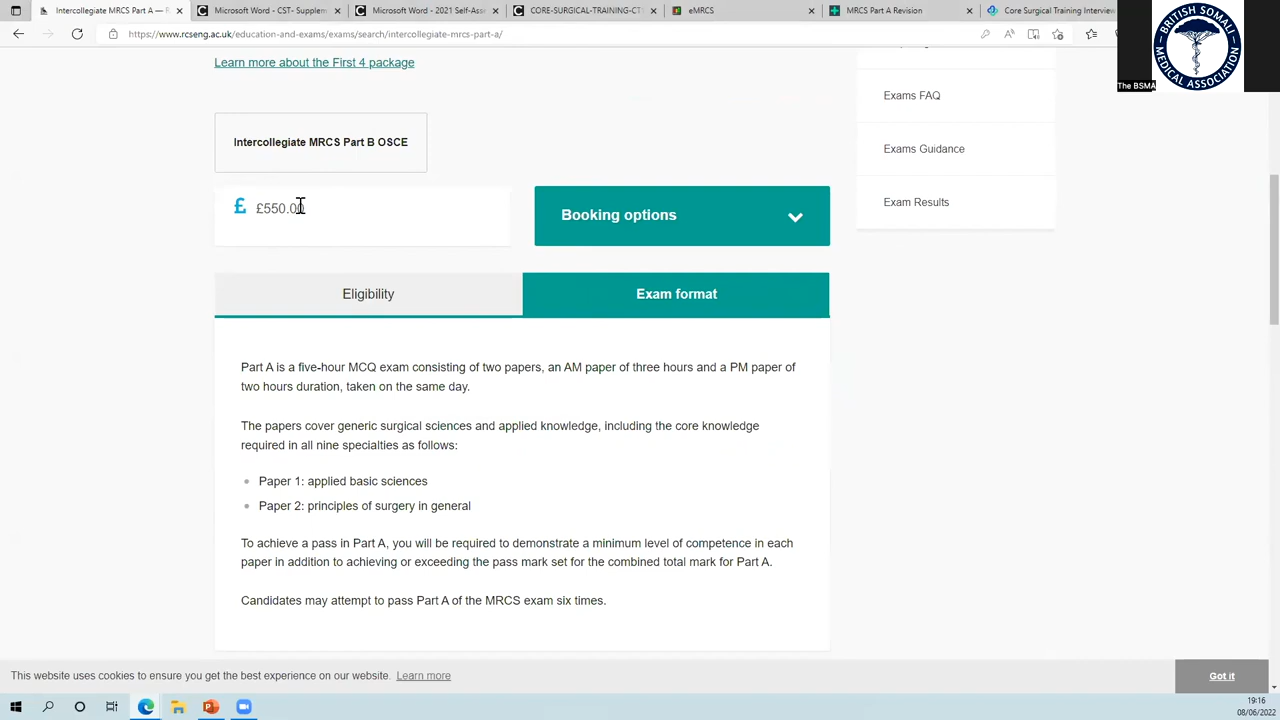 Intercollegiate MRCS Part A — R
Microsoft Word - CST- Supplem
Microsoft Word - 2021 Self-Ass
CORE-SURGICAL-TRAINING-CT
eMRCS
MRCS Part A Revision
Core Surgical Training Interview
https://www.rcseng.ac.uk/education-and-exams/exams/search/intercollegiate-mrcs-part-a/
BRITISH SOMALI
MEDICAL ASSOCIATION
The BSMA
Learn more about the First 4 package
Exams FAQ
Intercollegiate MRCS Part B OSCE
Exams Guidance
£ £550.00
Booking options
Exam Results
Eligibility
Exam format
Part A is a five-hour MCQ exam consisting of two papers, an AM paper of three hours and a PM paper of
two hours duration, taken on the same day.
The papers cover generic surgical sciences and applied knowledge, including the core knowledge
required in all nine specialties as follows:
Paper 1: applied basic sciences
Paper 2: principles of surgery in general
To achieve a pass in Part A, you will be required to demonstrate a minimum level of competence in each
paper in addition to achieving or exceeding the pass mark set for the combined total mark for Part A.
Candidates may attempt to pass Part A of the MRCS exam six times.
This website uses cookies to ensure you get the best experience on our website. Learn more
Got it
19:16
08/06/2022